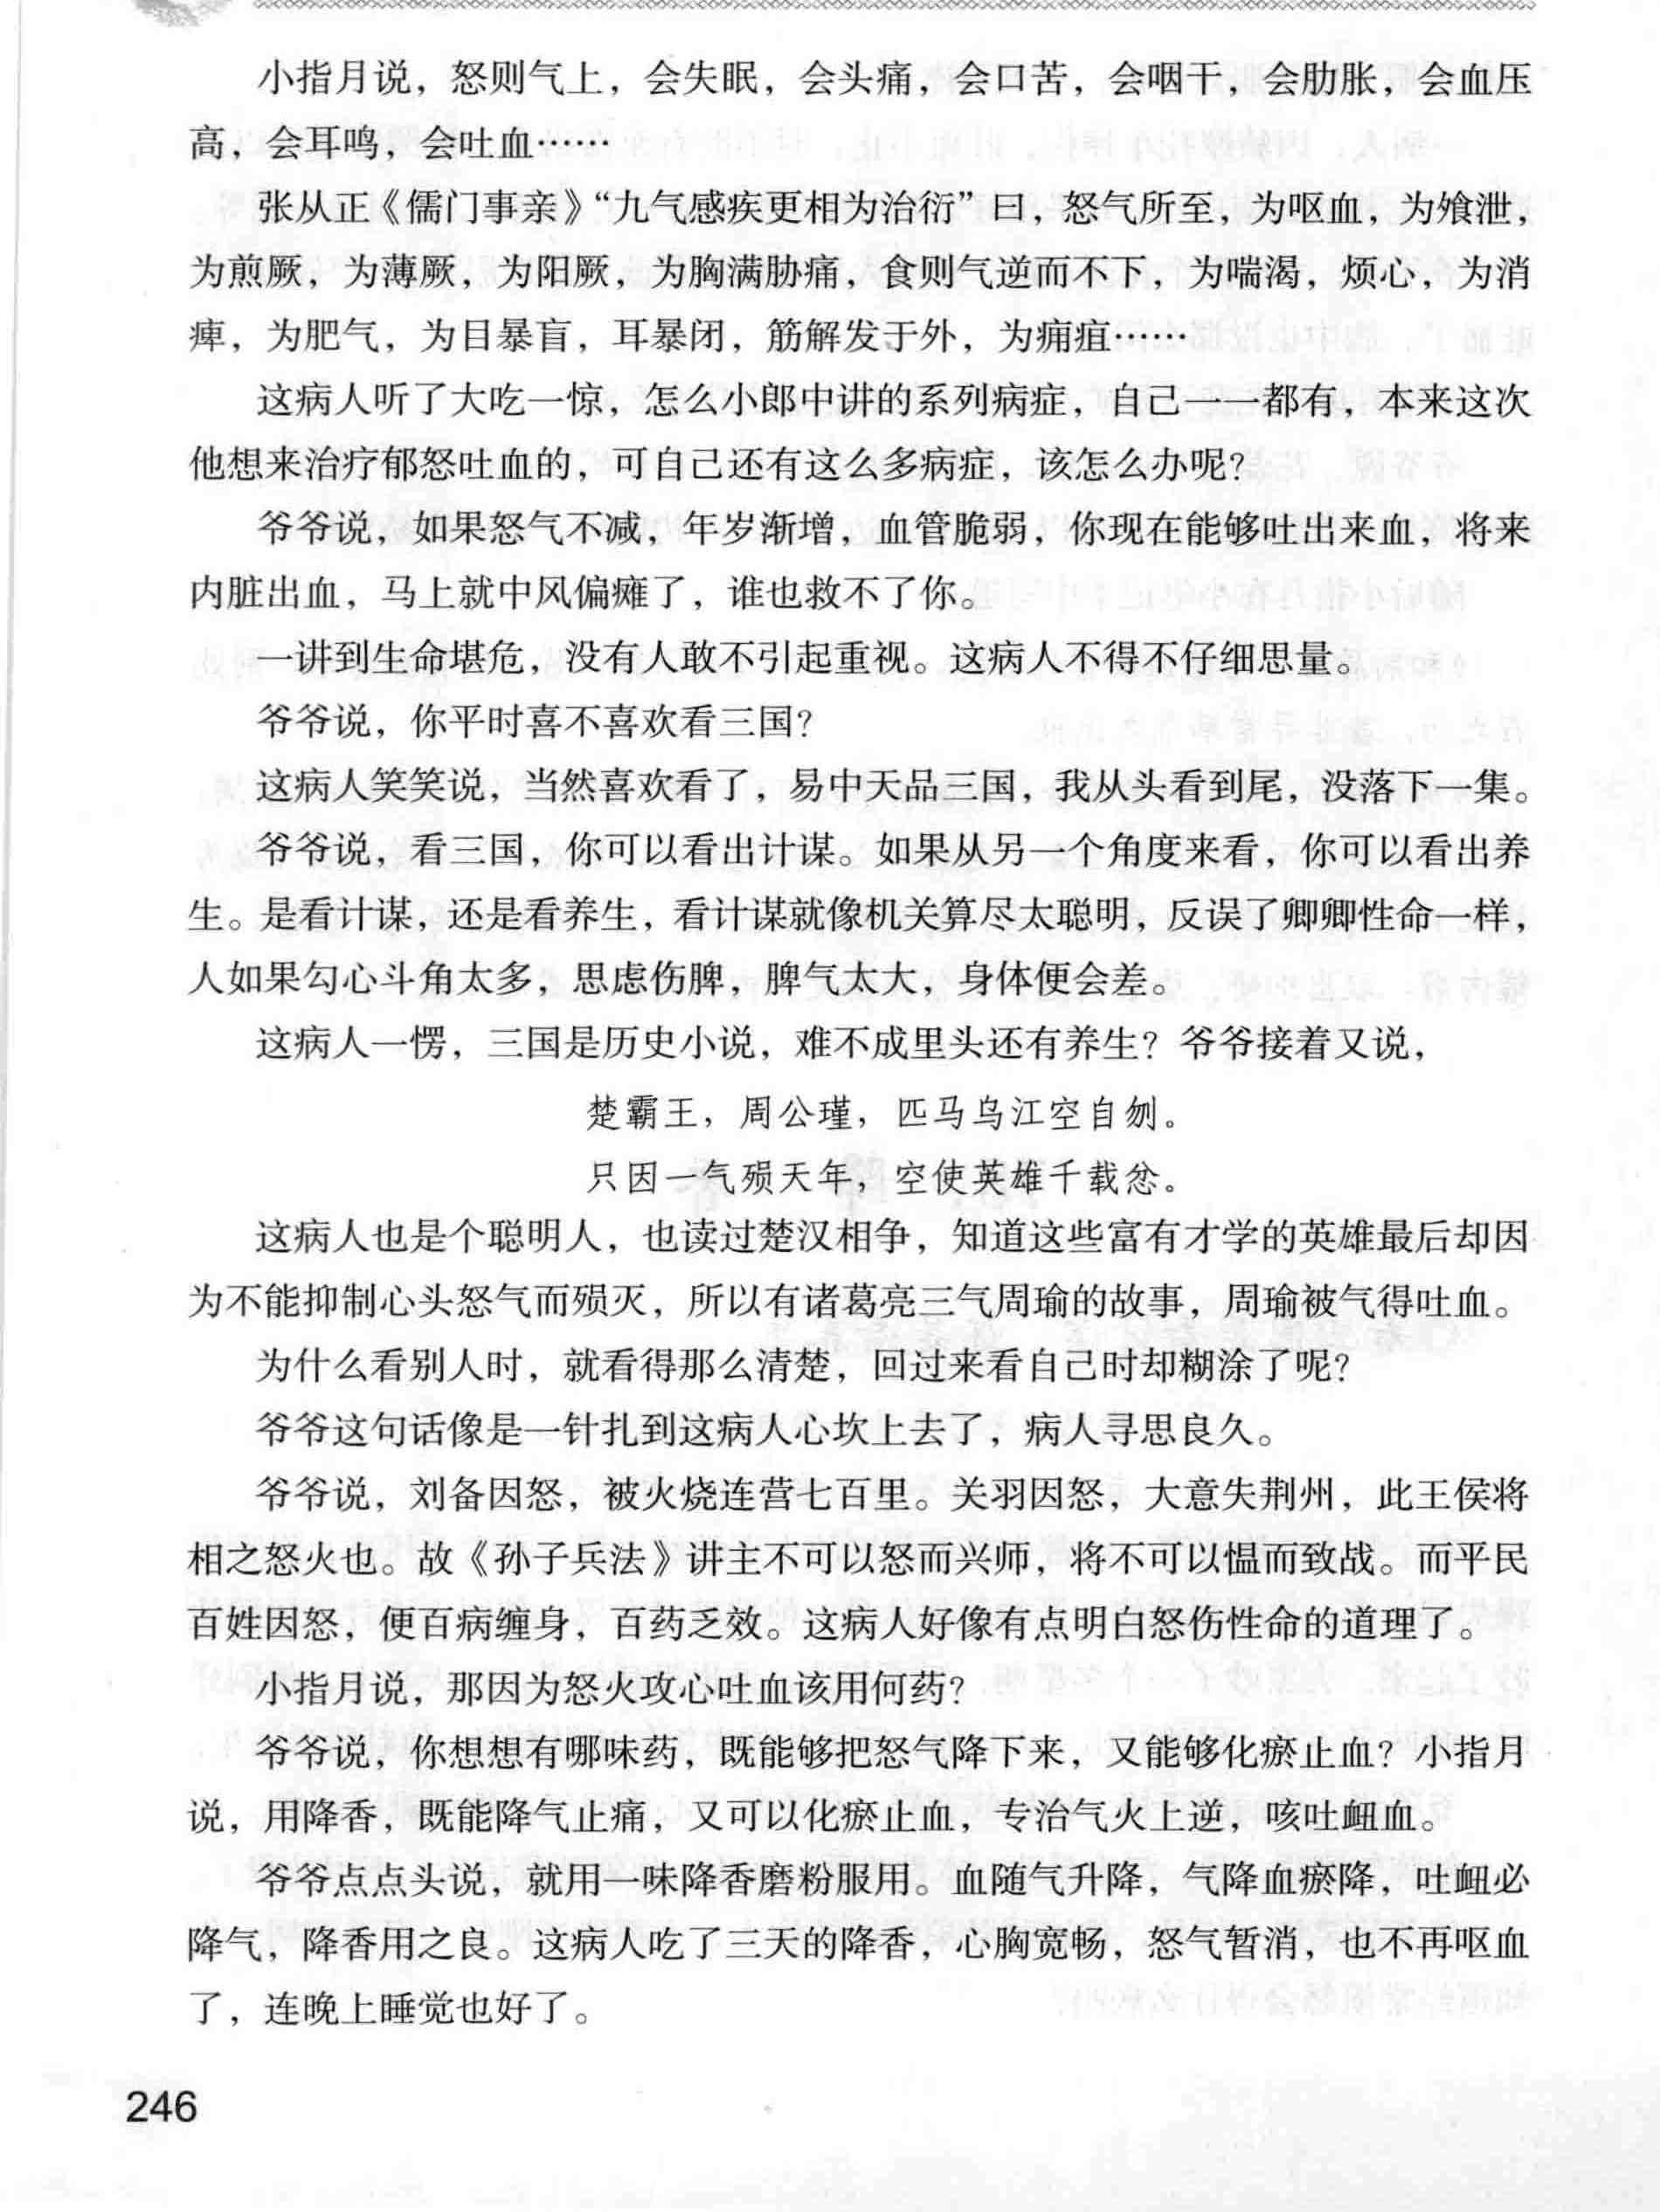 小指月说，怒则气上，会失眠，会头痛，会口苦，会咽干，会肋胀，会血压
高，会耳鸣，会吐血……
张从正《儒门事亲》“九气感疾更相为治衍”曰，怒气所至，为呕血，为飧泄，
为煎厥，为薄厥，为阳厥，为胸满胁痛，食则气逆而不下，为喘渴，烦心，为消
瘅，为肥气，为目暴盲，耳暴闭，筋解发于外，为痈疽……
这病人听了大吃一惊，怎么小郎中讲的系列病症，自己一一都有，本来这次
他想来治疗郁怒吐血的，可自己还有这么多病症，该怎么办呢？
爷爷说，如果怒气不减，年岁渐增，血管脆弱，你现在能够吐出来血，将来
内脏出血，马上就中风偏瘫了，谁也救不了你。
一讲到生命堪危，没有人敢不引起重视。这病人不得不仔细思量。
爷爷说，你平时喜不喜欢看三国？
这病人笑笑说，当然喜欢看了，易中天品三国，我从头看到尾，没落下一集。
爷爷说，看三国，你可以看出计谋。如果从另一个角度来看，你可以看出养
生。是看计谋，还是看养生，看计谋就像机关算尽太聪明，反误了卿卿性命一样，
人如果勾心斗角太多，思虑伤脾，脾气太大，身体便会差。
这病人一愣，三国是历史小说，难不成里头还有养生？爷爷接着又说，
楚霸王，周公瑾，匹马乌江空自刎。
只因一气殒天年，空使英雄千载忿。
这病人也是个聪明人，也读过楚汉相争，知道这些富有才学的英雄最后却因
为不能抑制心头怒气而殒灭，所以有诸葛亮三气周瑜的故事，周瑜被气得吐血。
为什么看别人时，就看得那么清楚，回过来看自己时却糊涂了呢？
爷爷这句话像是一针扎到这病人心坎上去了，病人寻思良久。
爷爷说，刘备因怒，被火烧连营七百里。关羽因怒，大意失荆州，此王侯将
相之怒火也。故《孙子兵法》讲主不可以怒而兴师，将不可以愠而致战。而平民
百姓因怒，便百病缠身，百药乏效。这病人好像有点明白怒伤性命的道理了。
小指月说，那因为怒火攻心吐血该用何药？
爷爷说，你想想有哪味药，既能够把怒气降下来，又能够化瘀止血？小指月
说，用降香，既能降气止痛，又可以化瘀止血，专治气火上逆，咳吐衄血。
爷爷点点头说，就用一味降香磨粉服用。血随气升降，气降血瘀降，吐衄必
降气，降香用之良。这病人吃了三天的降香，心胸宽畅，怒气暂消，也不再呕血
了，连晚上睡觉也好了。
246